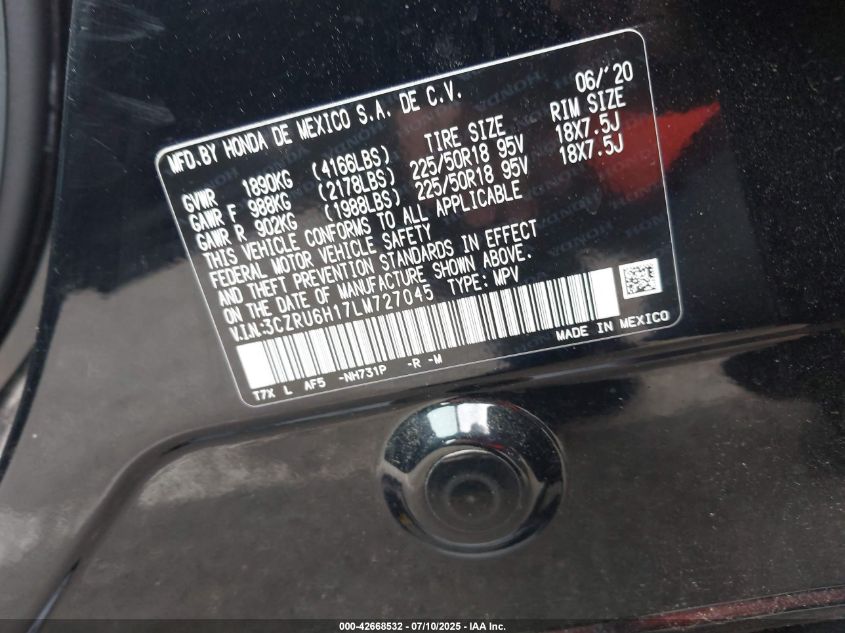 MFD.BY HONDA DE MEXICO S.A. DE C.V. 06/'20
GVWR 1890KG (4166LBS) TIRE SIZE RIM SIZE
GAWR F 988KG (2178LBS) 225/50R18 95V 18X7.5J
GAWR R 902KG (1988LBS) 225/50R18 95V 18X7.5J
THIS VEHICLE CONFORMS TO ALL APPLICABLE
FEDERAL MOTOR VEHICLE SAFETY
AND THEFT PREVENTION STANDARDS IN EFFECT
ON THE DATE OF MANUFACTURE SHOWN ABOVE.
V.I.N:3CZRU6H17LM727045 TYPE: MPV
T7X L AF5 -NH731P -R -M MADE IN MEXICO
000-42668532 - 07/10/2025 - IAA Inc.